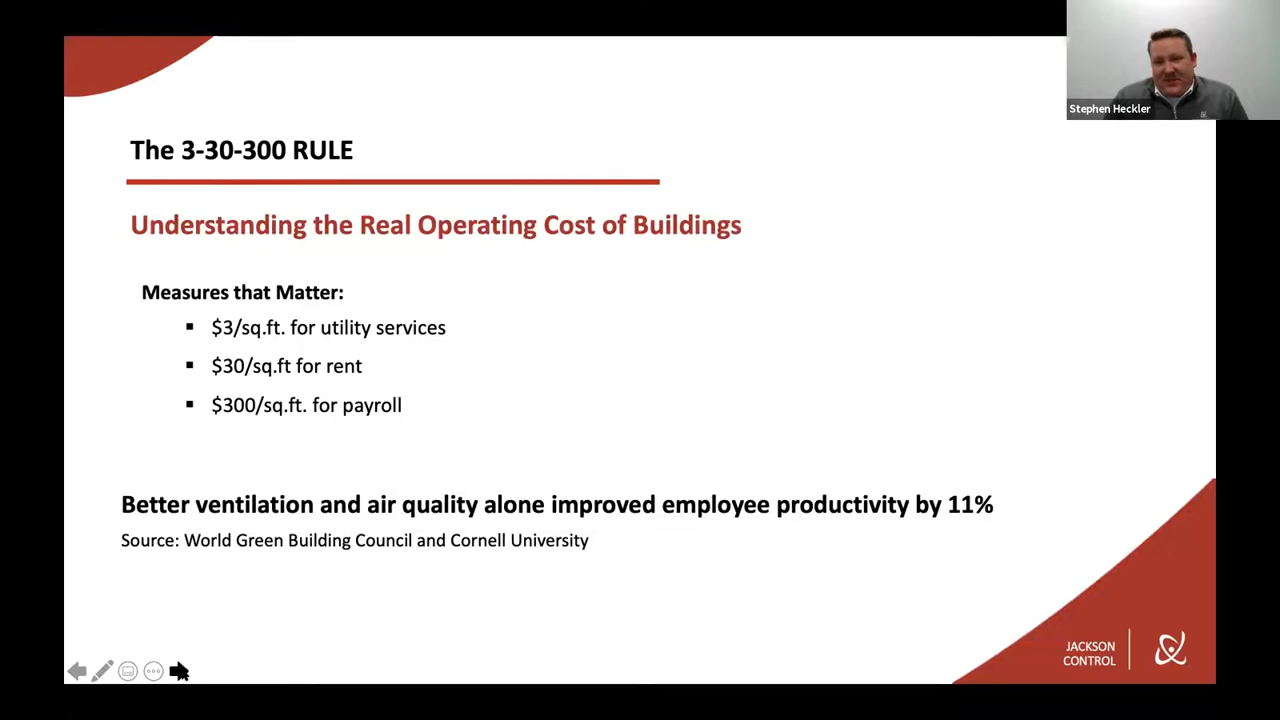 Stephen Heckler
The 3-30-300 RULE
Understanding the Real Operating Cost of Buildings
Measures that Matter:
▪ $3/sq.ft. for utility services
▪ $30/sq.ft for rent
▪ $300/sq.ft. for payroll
Better ventilation and air quality alone improved employee productivity by 11%
Source: World Green Building Council and Cornell University
JACKSON
CONTROL